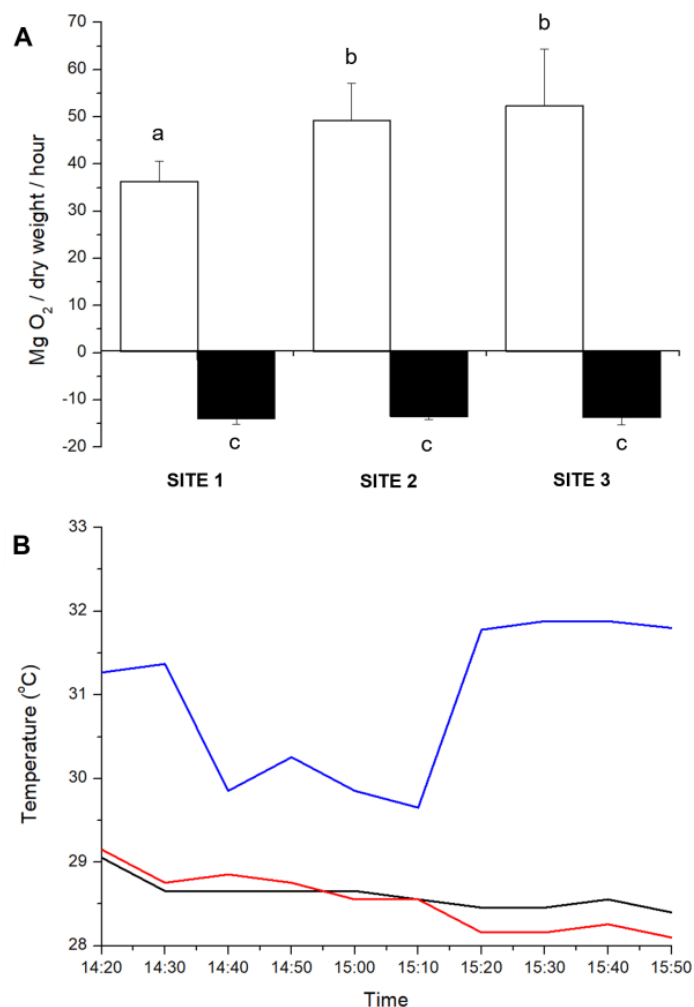 A
70
60
50
40
30
20
10
0
-10
-20
Mg O₂ / dry weight / hour
a
b
b
c
c
c
SITE 1 SITE 2 SITE 3
B
33
32
31
30
29
28
Temperature (°C)
14:20 14:30 14:40 14:50 15:00 15:10 15:20 15:30 15:40 15:50
Time